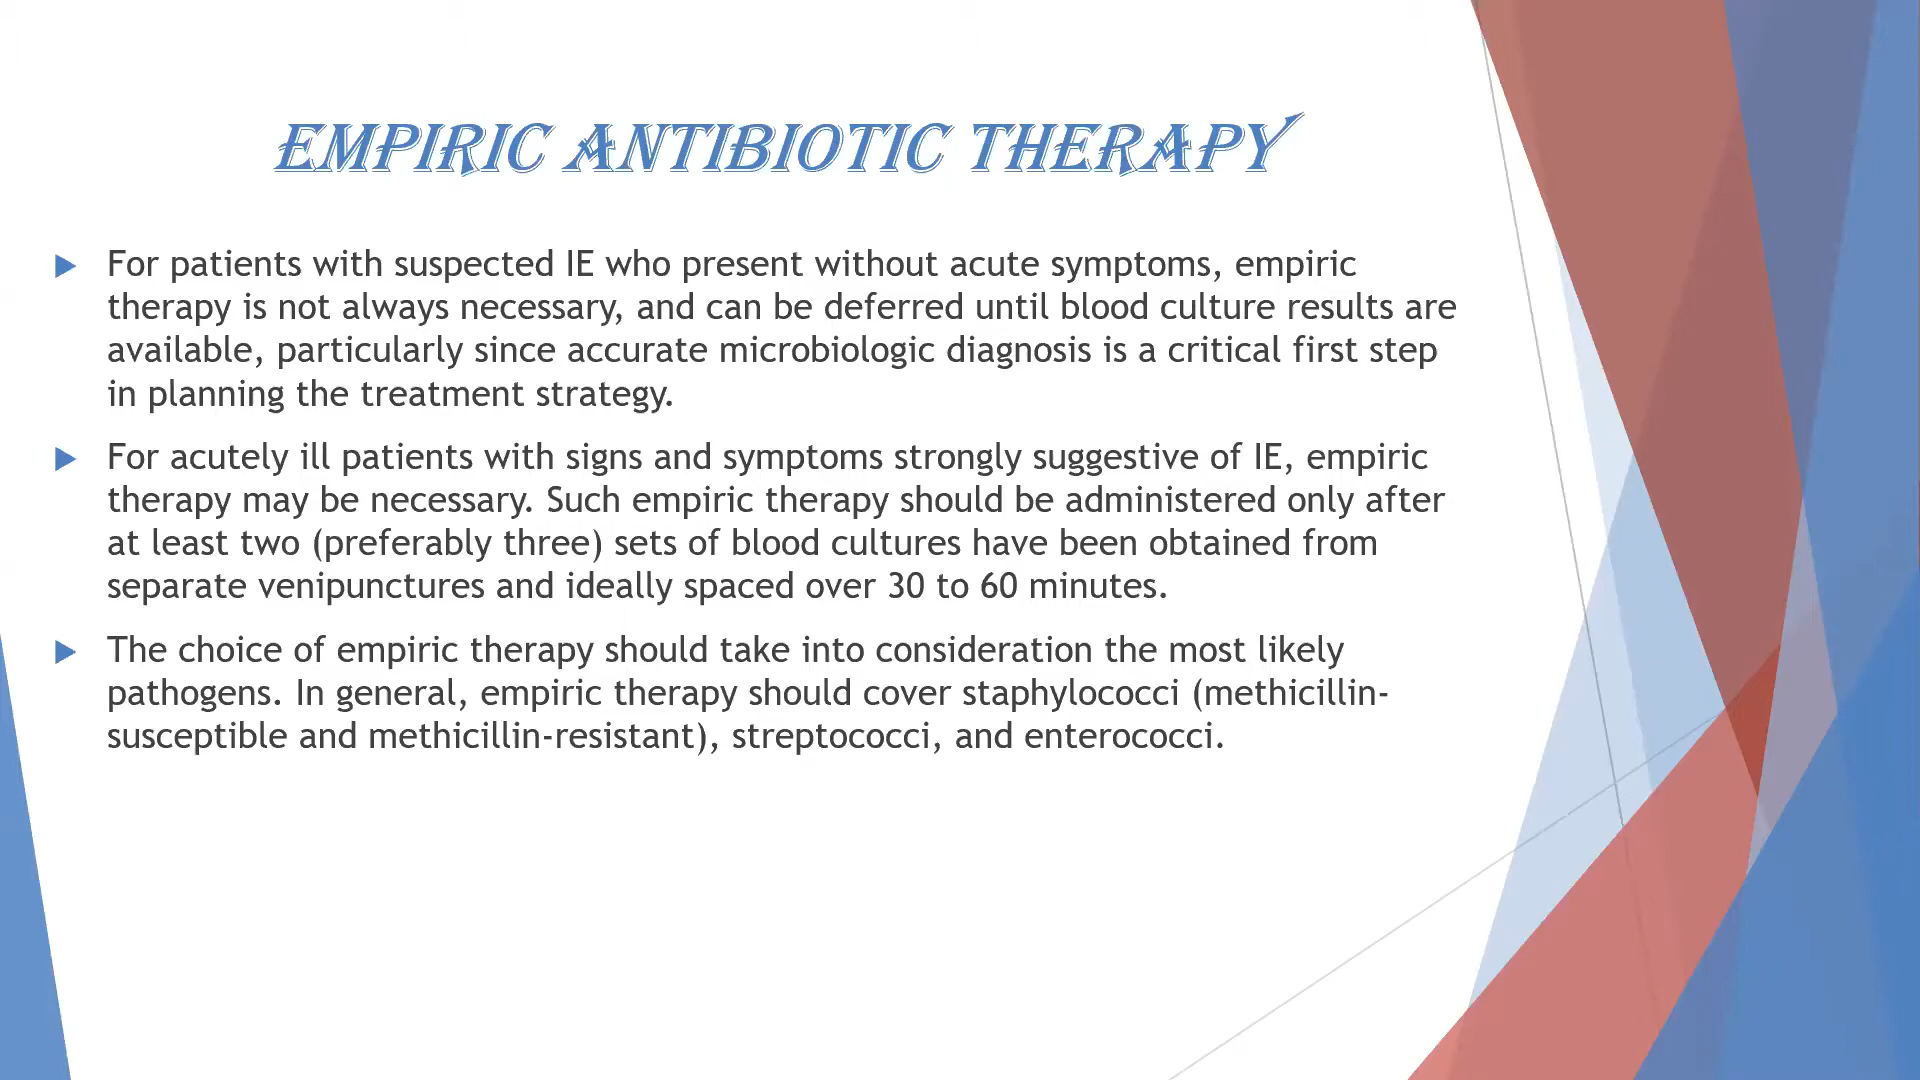 EMPIRIC ANTIBIOTIC THERAPY
For patients with suspected IE who present without acute symptoms, empiric
therapy is not always necessary, and can be deferred until blood culture results are
available, particularly since accurate microbiologic diagnosis is a critical first step
in planning the treatment strategy.
For acutely ill patients with signs and symptoms strongly suggestive of IE, empiric
therapy may be necessary. Such empiric therapy should be administered only after
at least two (preferably three) sets of blood cultures have been obtained from
separate venipunctures and ideally spaced over 30 to 60 minutes.
The choice of empiric therapy should take into consideration the most likely
pathogens. In general, empiric therapy should cover staphylococci (methicillin-
susceptible and methicillin-resistant), streptococci, and enterococci.